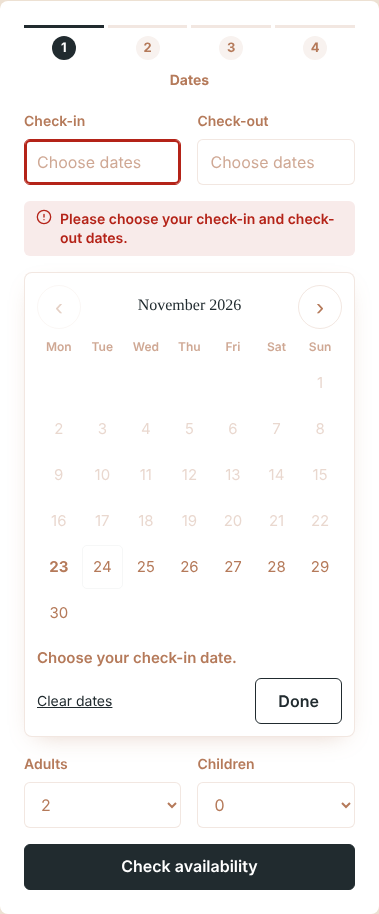 1 2 3 4
Dates
Check-in Check-out
Choose dates Choose dates
Please choose your check-in and check-
out dates.
‹ November 2026 ›
Mon Tue Wed Thu Fri Sat Sun
1
2 3 4 5 6 7 8
9 10 11 12 13 14 15
16 17 18 19 20 21 22
23 24 25 26 27 28 29
30
Choose your check-in date.
Clear dates Done
Adults Children
2 0
Check availability